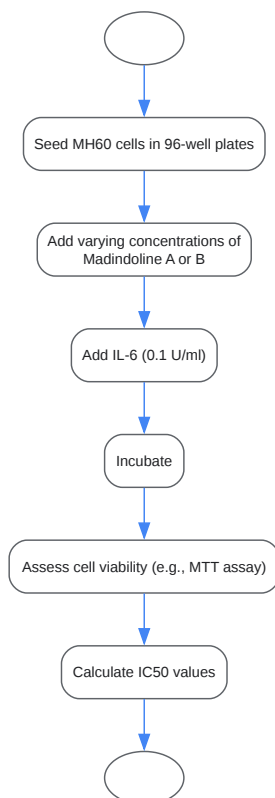 Seed MH60 cells in 96-well plates
Add varying concentrations of
Madindoline A or B
Add IL-6 (0.1 U/ml)
Incubate
Assess cell viability (e.g., MTT assay)
Calculate IC50 values